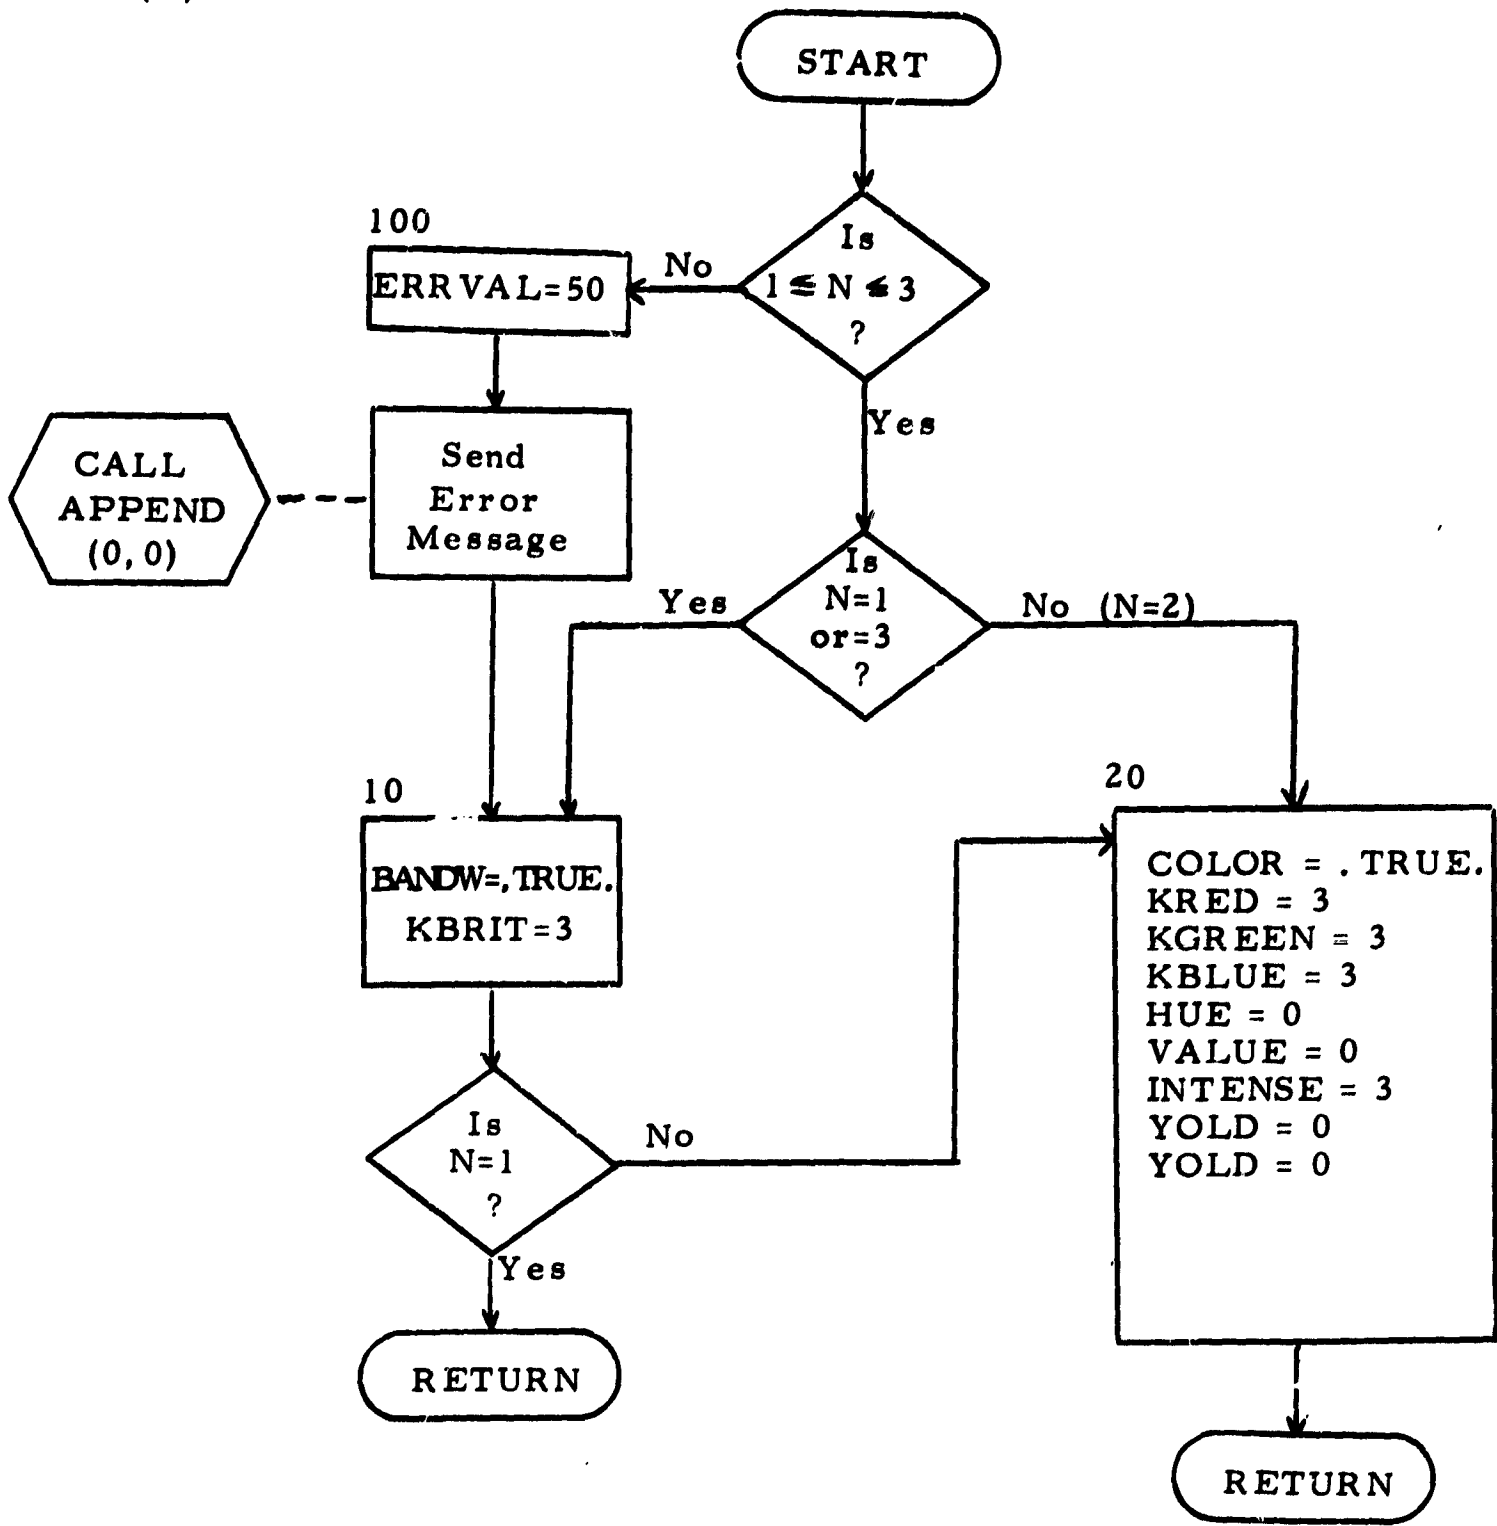 START
Is
1 ≤ N ≤ 3
?
No
Yes
100
ERRVAL=50
Send
Error
Message
CALL
APPEND
(0,0)
Is
N=1
or=3
?
Yes
No (N=2)
10
BANDW=.TRUE.
KBRIT=3
20
COLOR = .TRUE.
KRED = 3
KGREEN = 3
KBLUE = 3
HUE = 0
VALUE = 0
INTENSE = 3
YOLD = 0
YOLD = 0
Is
N=1
?
No
Yes
RETURN
RETURN